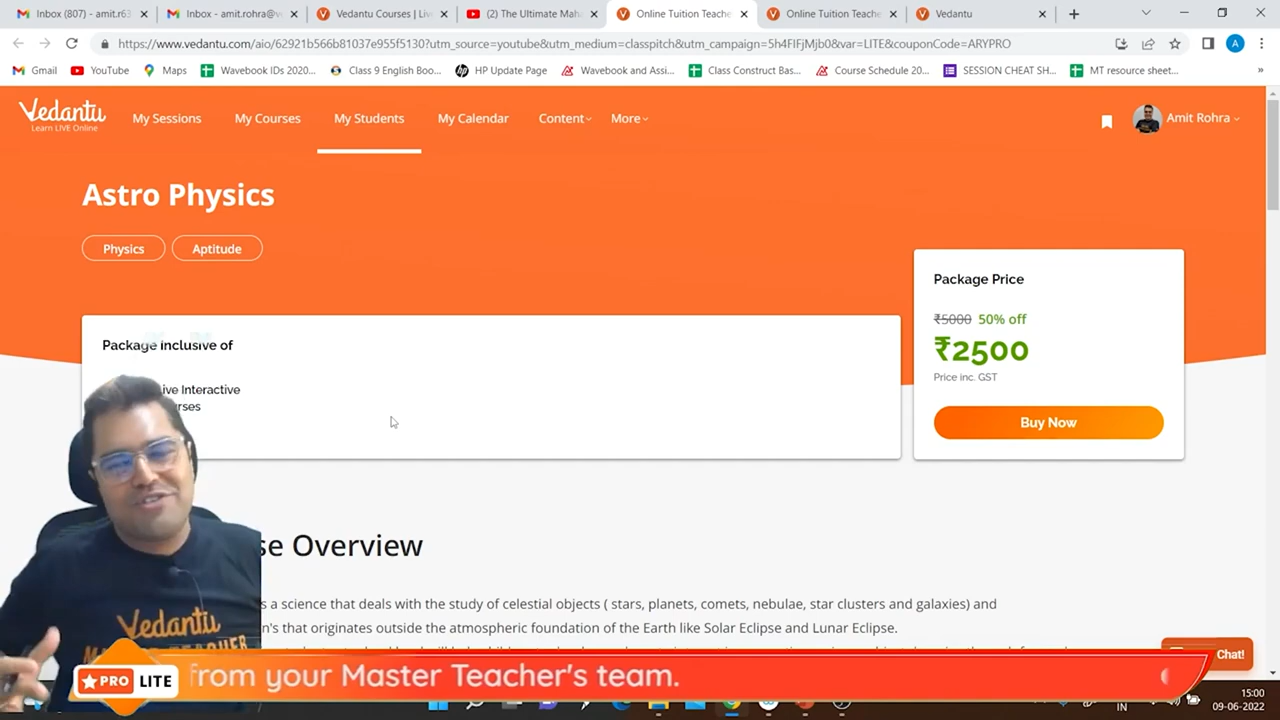 Inbox (807) - amit.r63
Inbox - amit.rohra@v
Vedantu Courses | Liv
(2) The Ultimate Mah
Online Tuition Teache
Online Tuition Teache
Vedantu
https://www.vedantu.com/aio/62921b566b81037e955f5130?utm_source=youtube&utm_medium=classpitch&utm_campaign=5h4FIFjMjb0&var=LITE&couponCode=ARYPRO
A
Gmail
YouTube
Maps
Wavebook IDs 2020...
Class 9 English Boo...
HP Update Page
Wavebook and Assi...
Class Construct Bas...
Course Schedule 20...
SESSION CHEAT SH...
MT resource sheet...
Vedantu
Learn LIVE Online
My Sessions
My Courses
My Students
My Calendar
Content
More
Amit Rohra
Astro Physics
Physics
Aptitude
Package inclusive of
ive Interactive
rses
Package Price
₹5000 50% off
₹2500
Price inc. GST
Buy Now
se Overview
s a science that deals with the study of celestial objects ( stars, planets, comets, nebulae, star clusters and galaxies) and
n's that originates outside the atmospheric foundation of the Earth like Solar Eclipse and Lunar Eclipse.
Vedantu
Chat!
PRO LITE
from your Master Teacher's team.
IN
15:00
09-06-2022